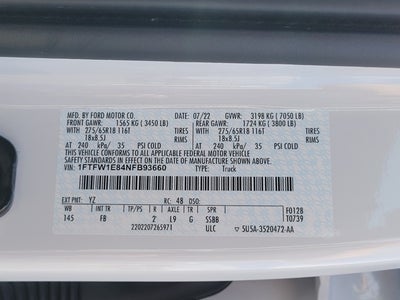 MFD. BY FORD MOTOR CO. DATE: 07/22 GVWR: 3198 KG ( 7050 LB)
FRONT GAWR: 1565 KG ( 3450 LB) REAR GAWR: 1724 KG ( 3800 LB)
WITH 275/65R18 116T TIRES WITH 275/65R18 116T TIRES
18x8.5J RIMS 18x8.5J RIMS
AT 240 kPa/ 35 PSI COLD AT 240 kPa/ 35 PSI COLD
THIS VEHICLE CONFORMS TO ALL APPLICABLE FEDERAL MOTOR VEHICLE
SAFETY STANDARDS IN EFFECT ON THE DATE OF MANUFACTURE SHOWN ABOVE.
VIN: 1FTFW1E84NFB93660 TYPE: Truck
EXT PNT: YZ RC: 48 DSO:
WB INT TR TP/PS R AXLE TR SPR F0128
145 FB 2 L9 G SSBB T0739
2202207265971 ULC 5U5A-3520472-AA